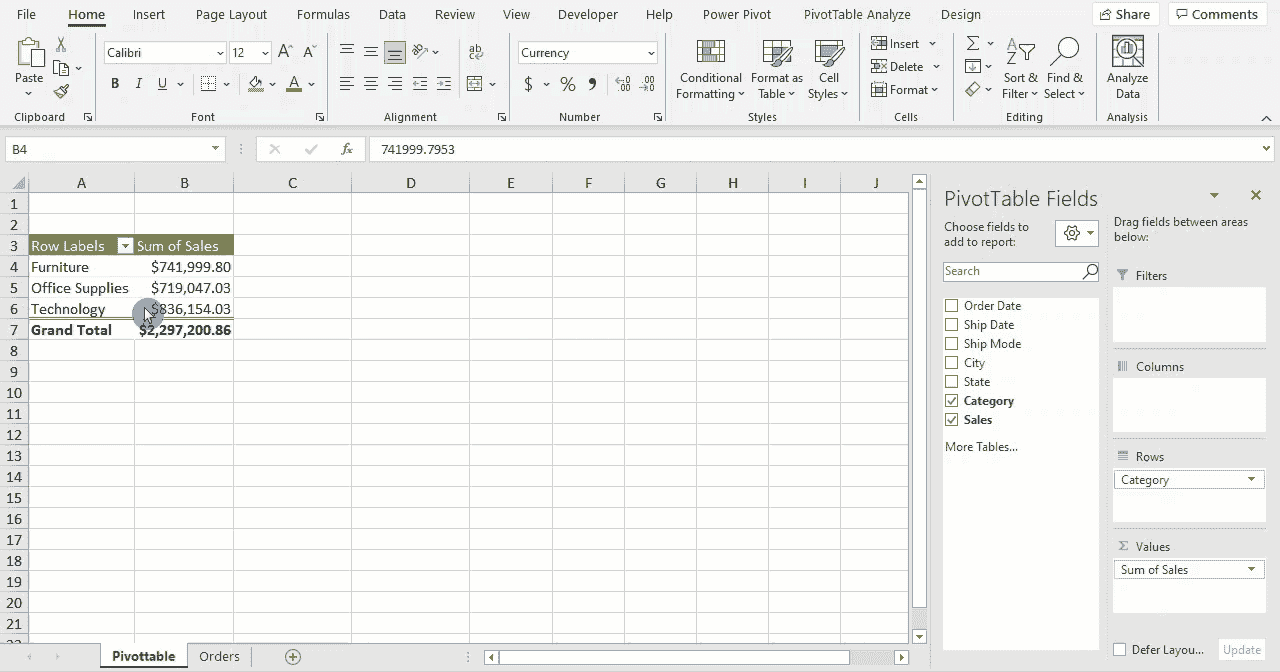 File Home Insert Page Layout Formulas Data Review View Developer Help Power Pivot PivotTable Analyze Design Share Comments
Paste
Clipboard
Calibri 12
B I U A
Font
ab
Alignment
Currency
$ % 9
Number
Conditional Formatting
Format as Table
Cell Styles
Styles
Insert
Delete
Format
Cells
Sort & Filter
Find & Select
Editing
Analyze Data
Analysis
B4 fx 741999.7953
A B C D E F G H I J
1
2
3 Row Labels Sum of Sales
4 Furniture $741,999.80
5 Office Supplies $719,047.03
6 Technology $836,154.03
7 Grand Total $2,297,200.86
8
9
10
11
12
13
14
15
16
17
18
19
20
21
Pivottable Orders
PivotTable Fields
Choose fields to
add to report:
Search
Order Date
Ship Date
Ship Mode
City
State
Category
Sales
More Tables...
Drag fields between areas
below:
Filters
Columns
Rows
Category
Σ Values
Sum of Sales
Defer Layou... Update